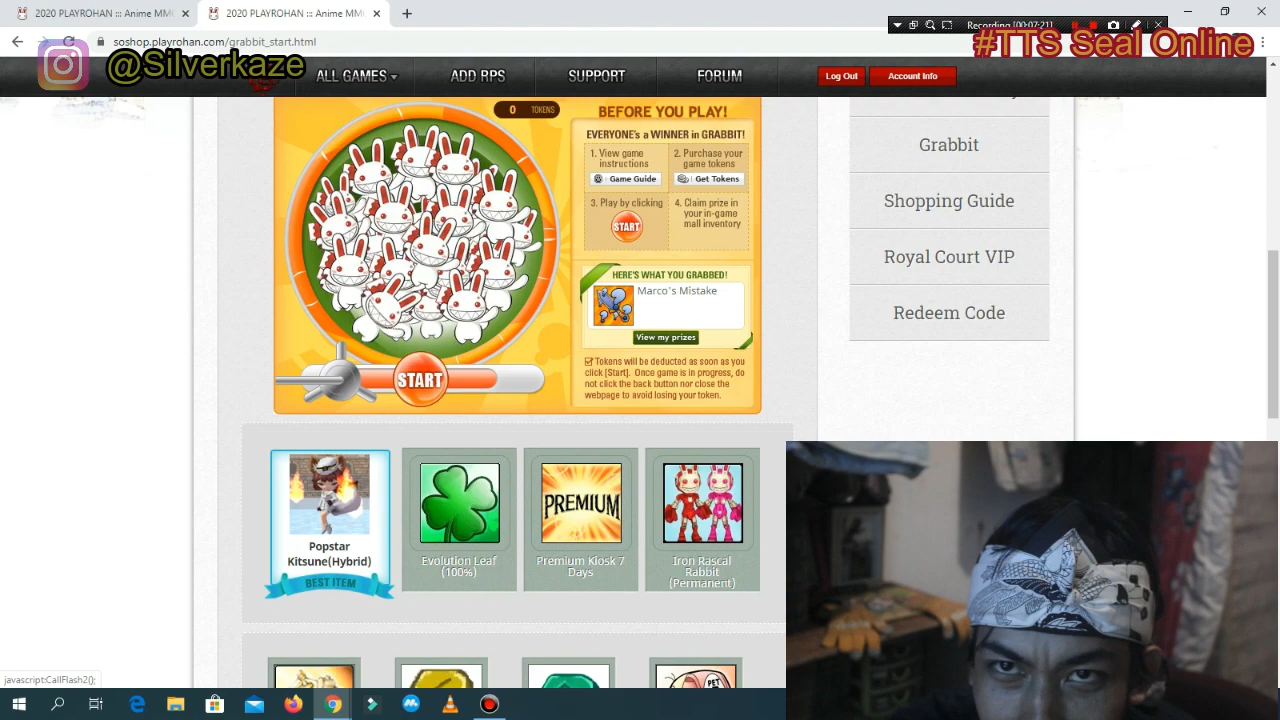 2020 PLAYROHAN :: Anime MMO
2020 PLAYROHAN :: Anime MMO
Recording [00:07:21]
soshop.playrohan.com/grabbit_start.html
#TTS Seal Online
@Silverkaze
ALL GAMES
ADD RPS
SUPPORT
FORUM
Log Out
Account Info
0 TOKENS
BEFORE YOU PLAY!
EVERYONE's a WINNER in GRABBIT!
1. View game
instructions
Game Guide
2. Purchase your
game tokens
Get Tokens
3. Play by clicking
START
4. Claim prize in
your in-game
mall inventory
HERE'S WHAT YOU GRABBED!
Marco's Mistake
View my prizes
Tokens will be deducted as soon as you
click [Start]. Once game is in progress, do
not click the back button nor close the
webpage to avoid losing your token.
START
Grabbit
Shopping Guide
Royal Court VIP
Redeem Code
Popstar
Kitsune(Hybrid)
BEST ITEM
Evolution Leaf
(100%)
PREMIUM
Premium Kiosk 7
Days
Iron Rascal
Rabbit
(Permanent)
PET
javascript:CallFlash2();